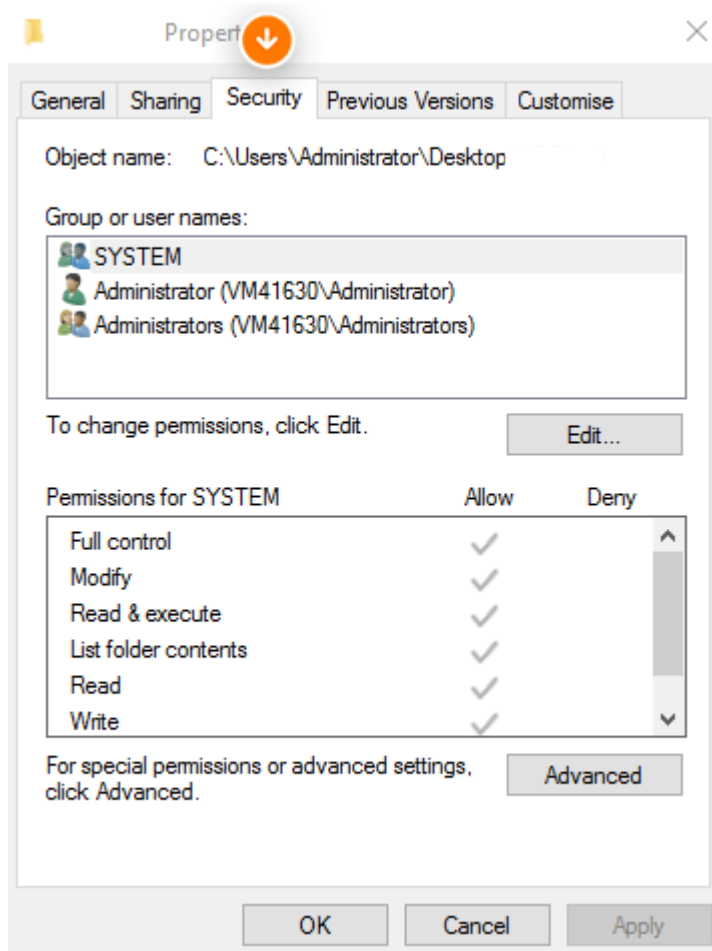 Propert
General Sharing Security Previous Versions Customise
Object name: C:\Users\Administrator\Desktop
Group or user names:
SYSTEM
Administrator (VM41630\Administrator)
Administrators (VM41630\Administrators)
To change permissions, click Edit.
Edit...
Permissions for SYSTEM Allow Deny
Full control
Modify
Read & execute
List folder contents
Read
Write
For special permissions or advanced settings,
click Advanced.
Advanced
OK Cancel Apply